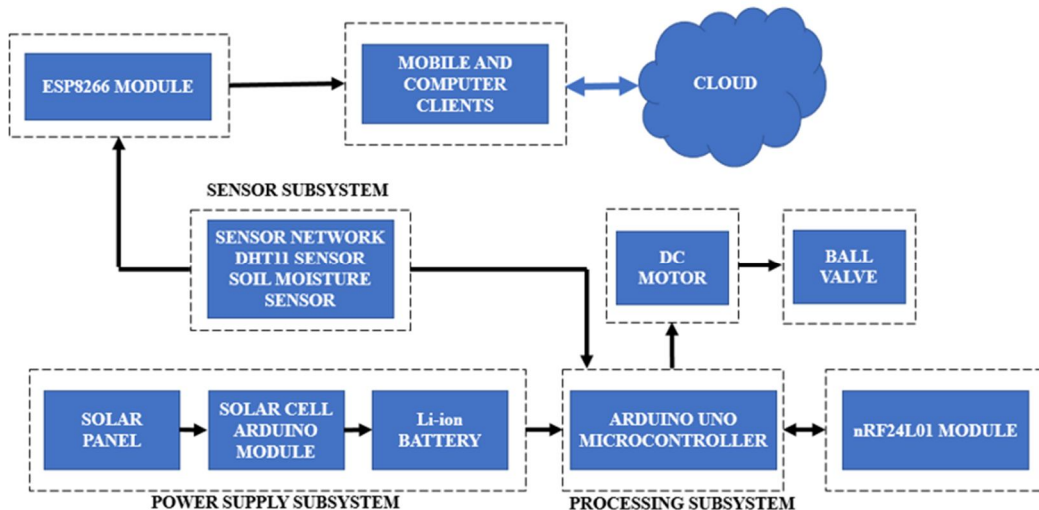 ESP8266 MODULE
MOBILE AND
COMPUTER
CLIENTS
CLOUD
SENSOR SUBSYSTEM
SENSOR NETWORK
DHT11 SENSOR
SOIL MOISTURE
SENSOR
DC
MOTOR
BALL
VALVE
SOLAR
PANEL
SOLAR CELL
ARDUINO
MODULE
Li-ion
BATTERY
ARDUINO UNO
MICROCONTROLLER
nRF24L01 MODULE
POWER SUPPLY SUBSYSTEM
PROCESSING SUBSYSTEM